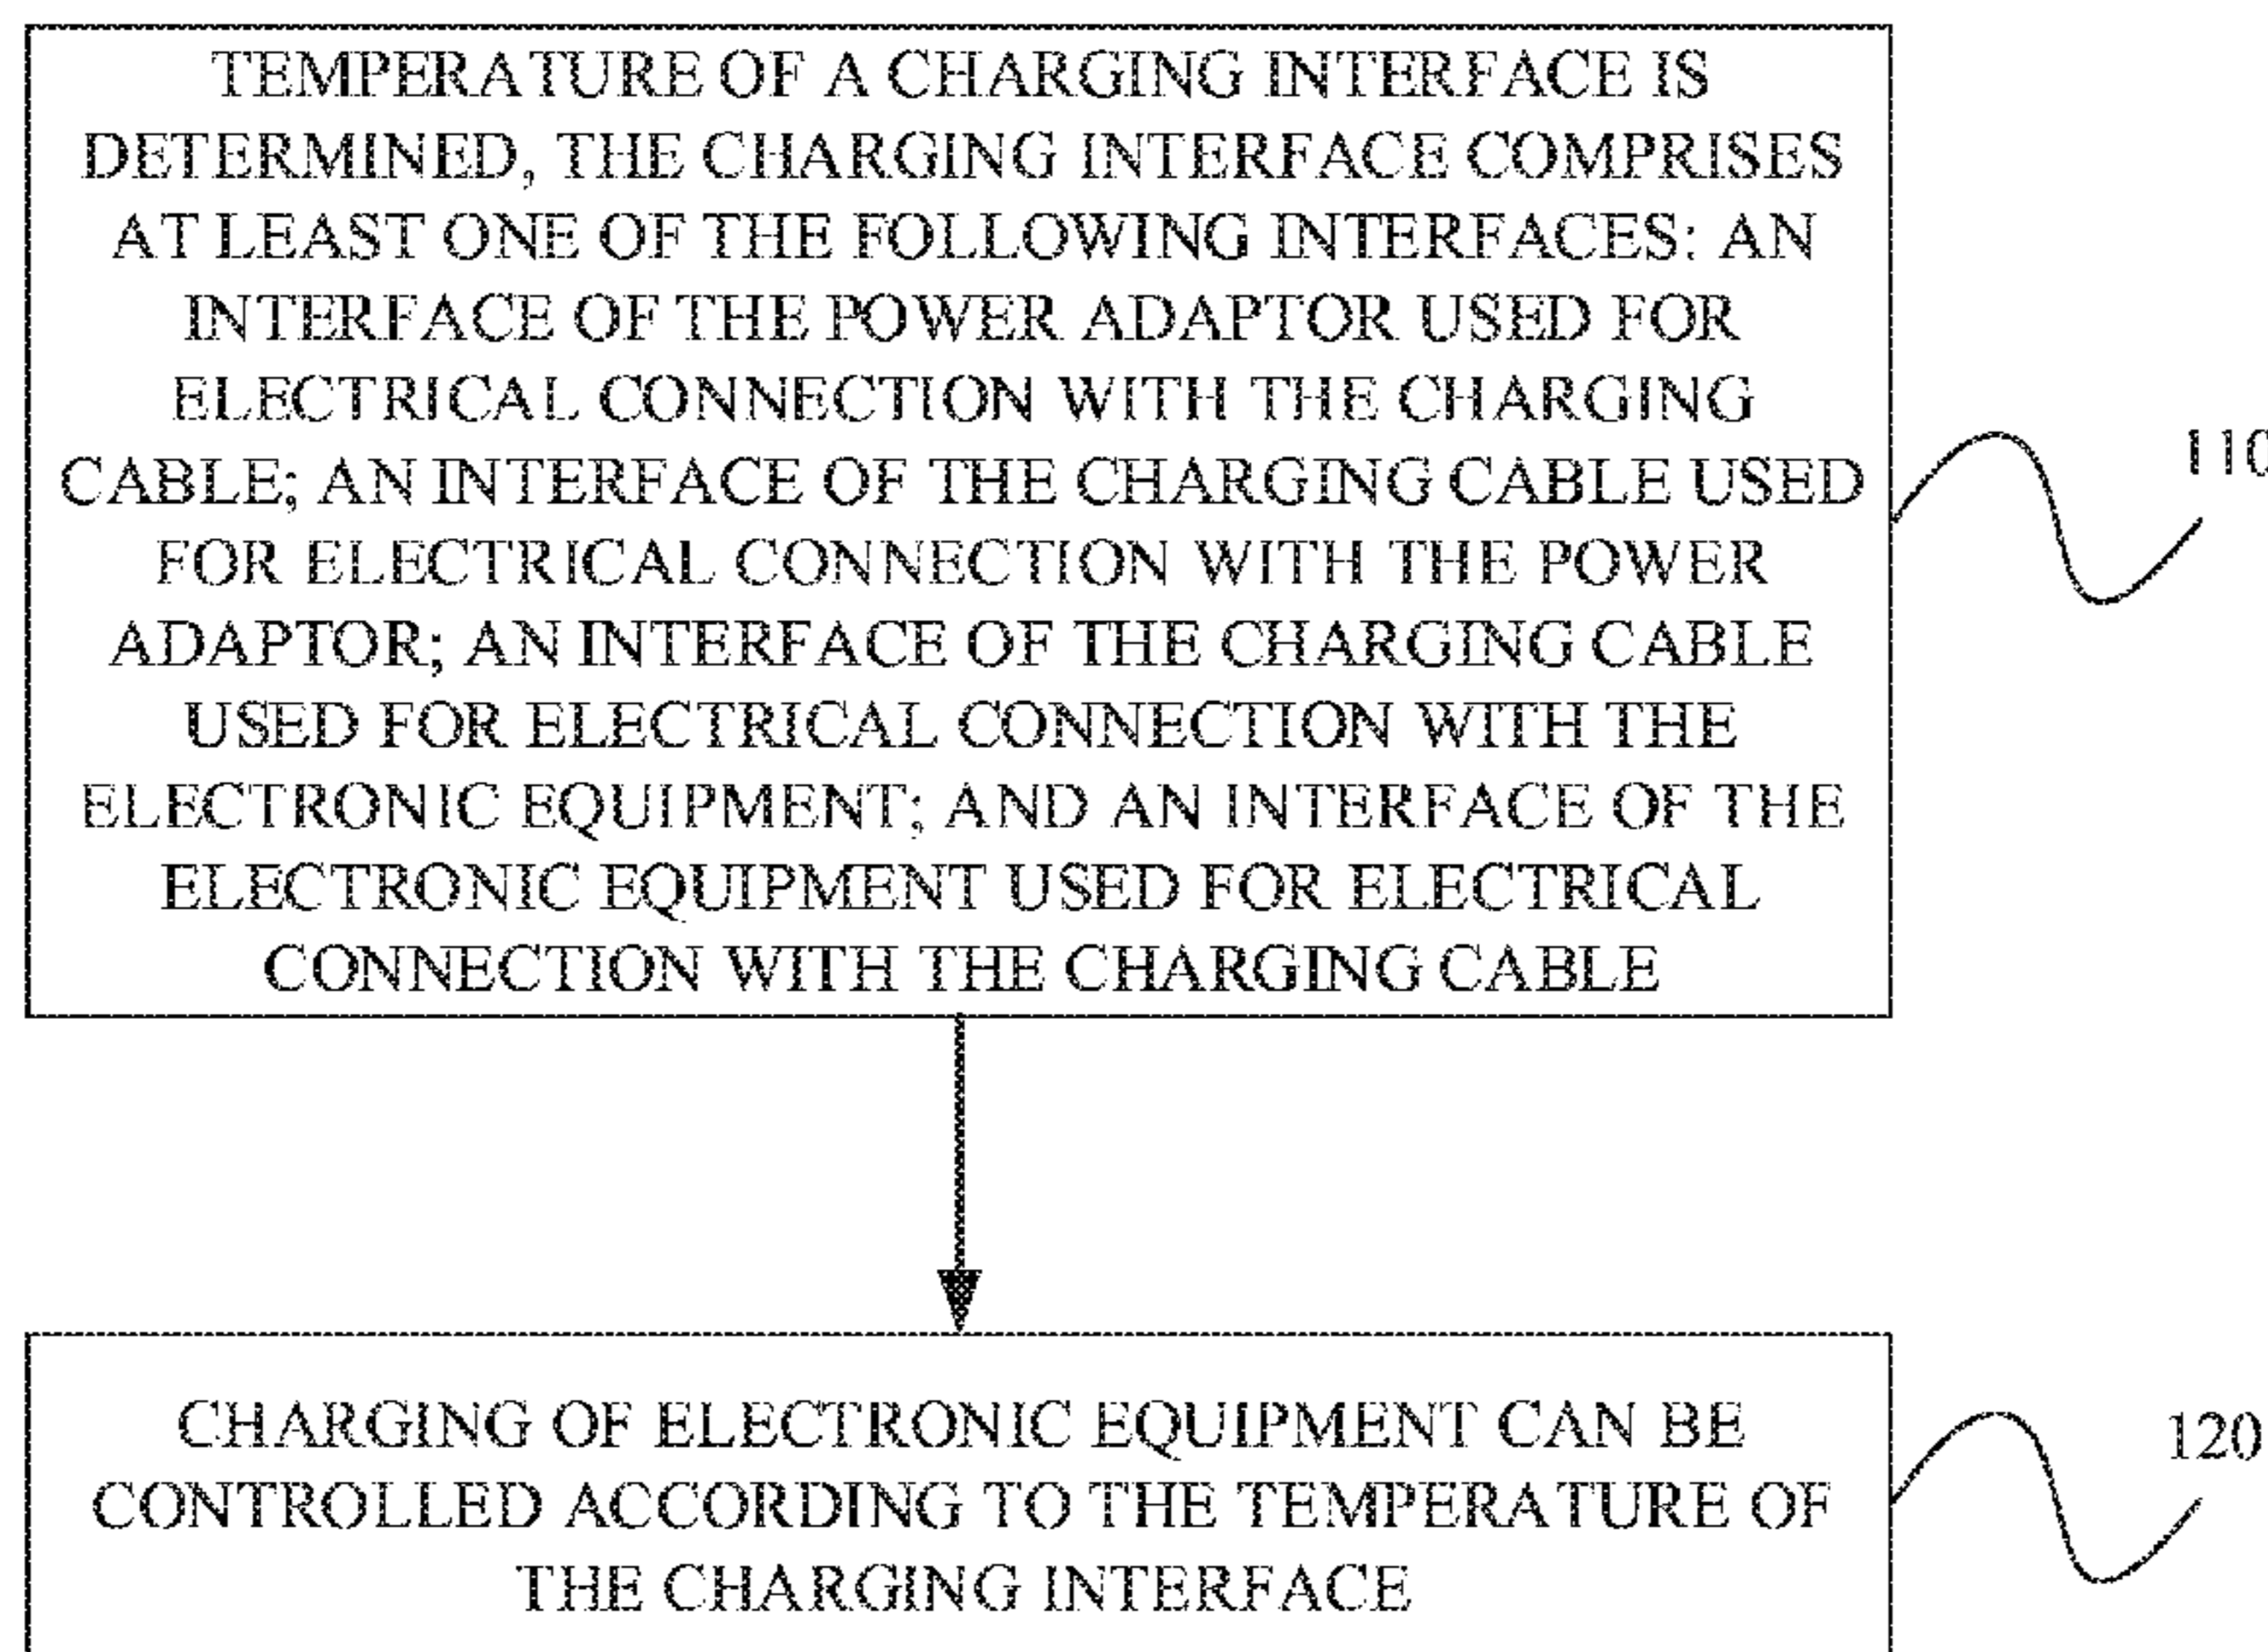 TEMPERATURE OF A CHARGING INTERFACE IS
DETERMINED, THE CHARGING INTERFACE COMPRISES
AT LEAST ONE OF THE FOLLOWING INTERFACES: AN
INTERFACE OF THE POWER ADAPTOR USED FOR
ELECTRICAL CONNECTION WITH THE CHARGING
CABLE; AN INTERFACE OF THE CHARGING CABLE USED
FOR ELECTRICAL CONNECTION WITH THE POWER
ADAPTOR; AN INTERFACE OF THE CHARGING CABLE
USED FOR ELECTRICAL CONNECTION WITH THE
ELECTRONIC EQUIPMENT; AND AN INTERFACE OF THE
ELECTRONIC EQUIPMENT USED FOR ELECTRICAL
CONNECTION WITH THE CHARGING CABLE
110
CHARGING OF ELECTRONIC EQUIPMENT CAN BE
CONTROLLED ACCORDING TO THE TEMPERATURE OF
THE CHARGING INTERFACE
120